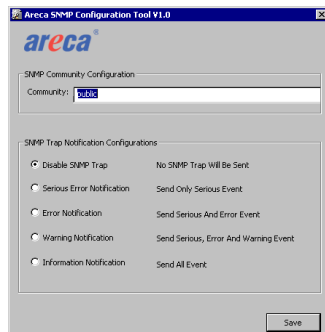 Areca SNMP Configuration Tool V1.0
areca
SNMP Community Configuration
Community: public
SNMP Trap Notification Configurations
Disable SNMP Trap No SNMP Trap Will Be Sent
Serious Error Notification Send Only Serious Event
Error Notification Send Serious And Error Event
Warning Notification Send Serious, Error And Warning Event
Information Notification Send All Event
Save